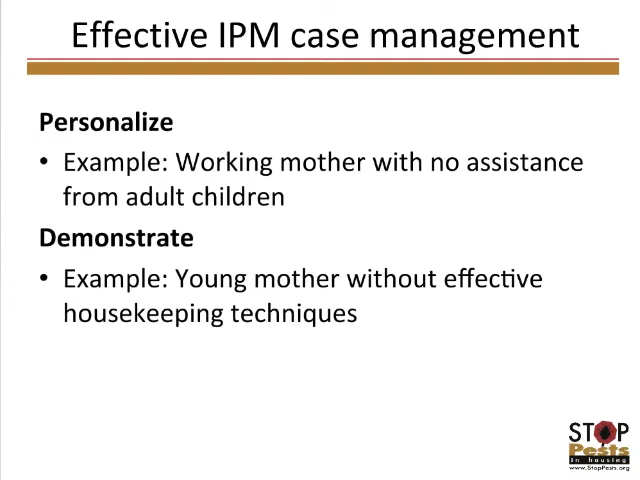 Effective IPM case management
Personalize
• Example: Working mother with no assistance
from adult children
Demonstrate
• Example: Young mother without effective
housekeeping techniques
STOP
Pests
in housing
www.StopPests.org